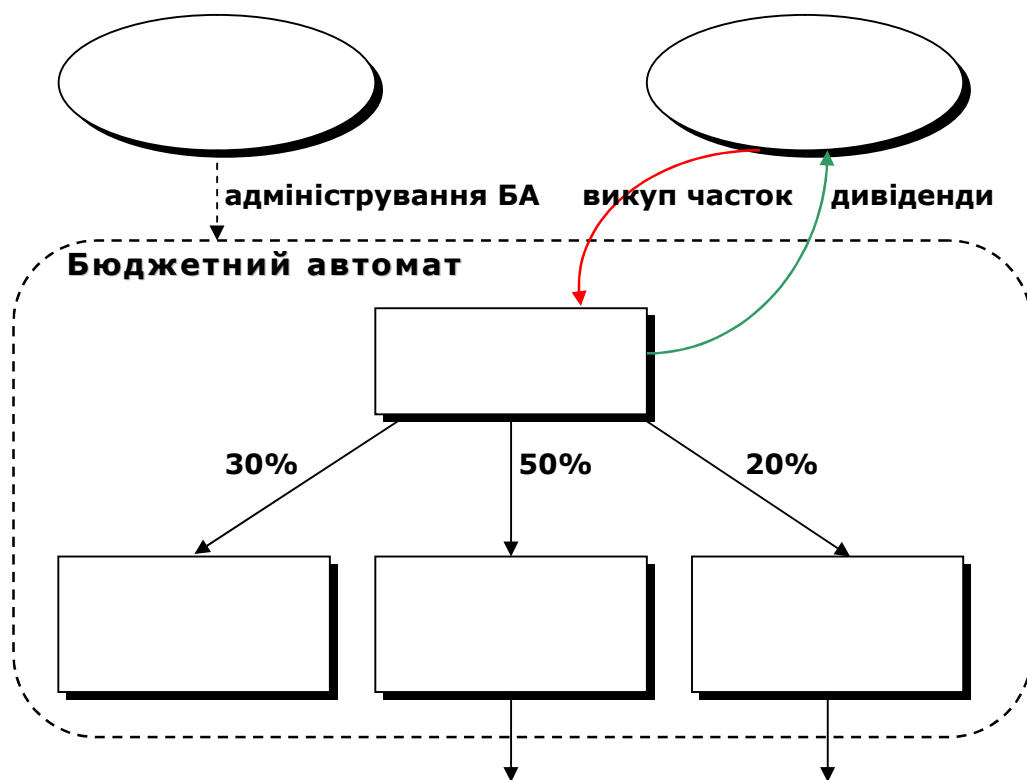 адміністрування БА
викуп часток
дивіденди
Бюджетний автомат
30%
50%
20%